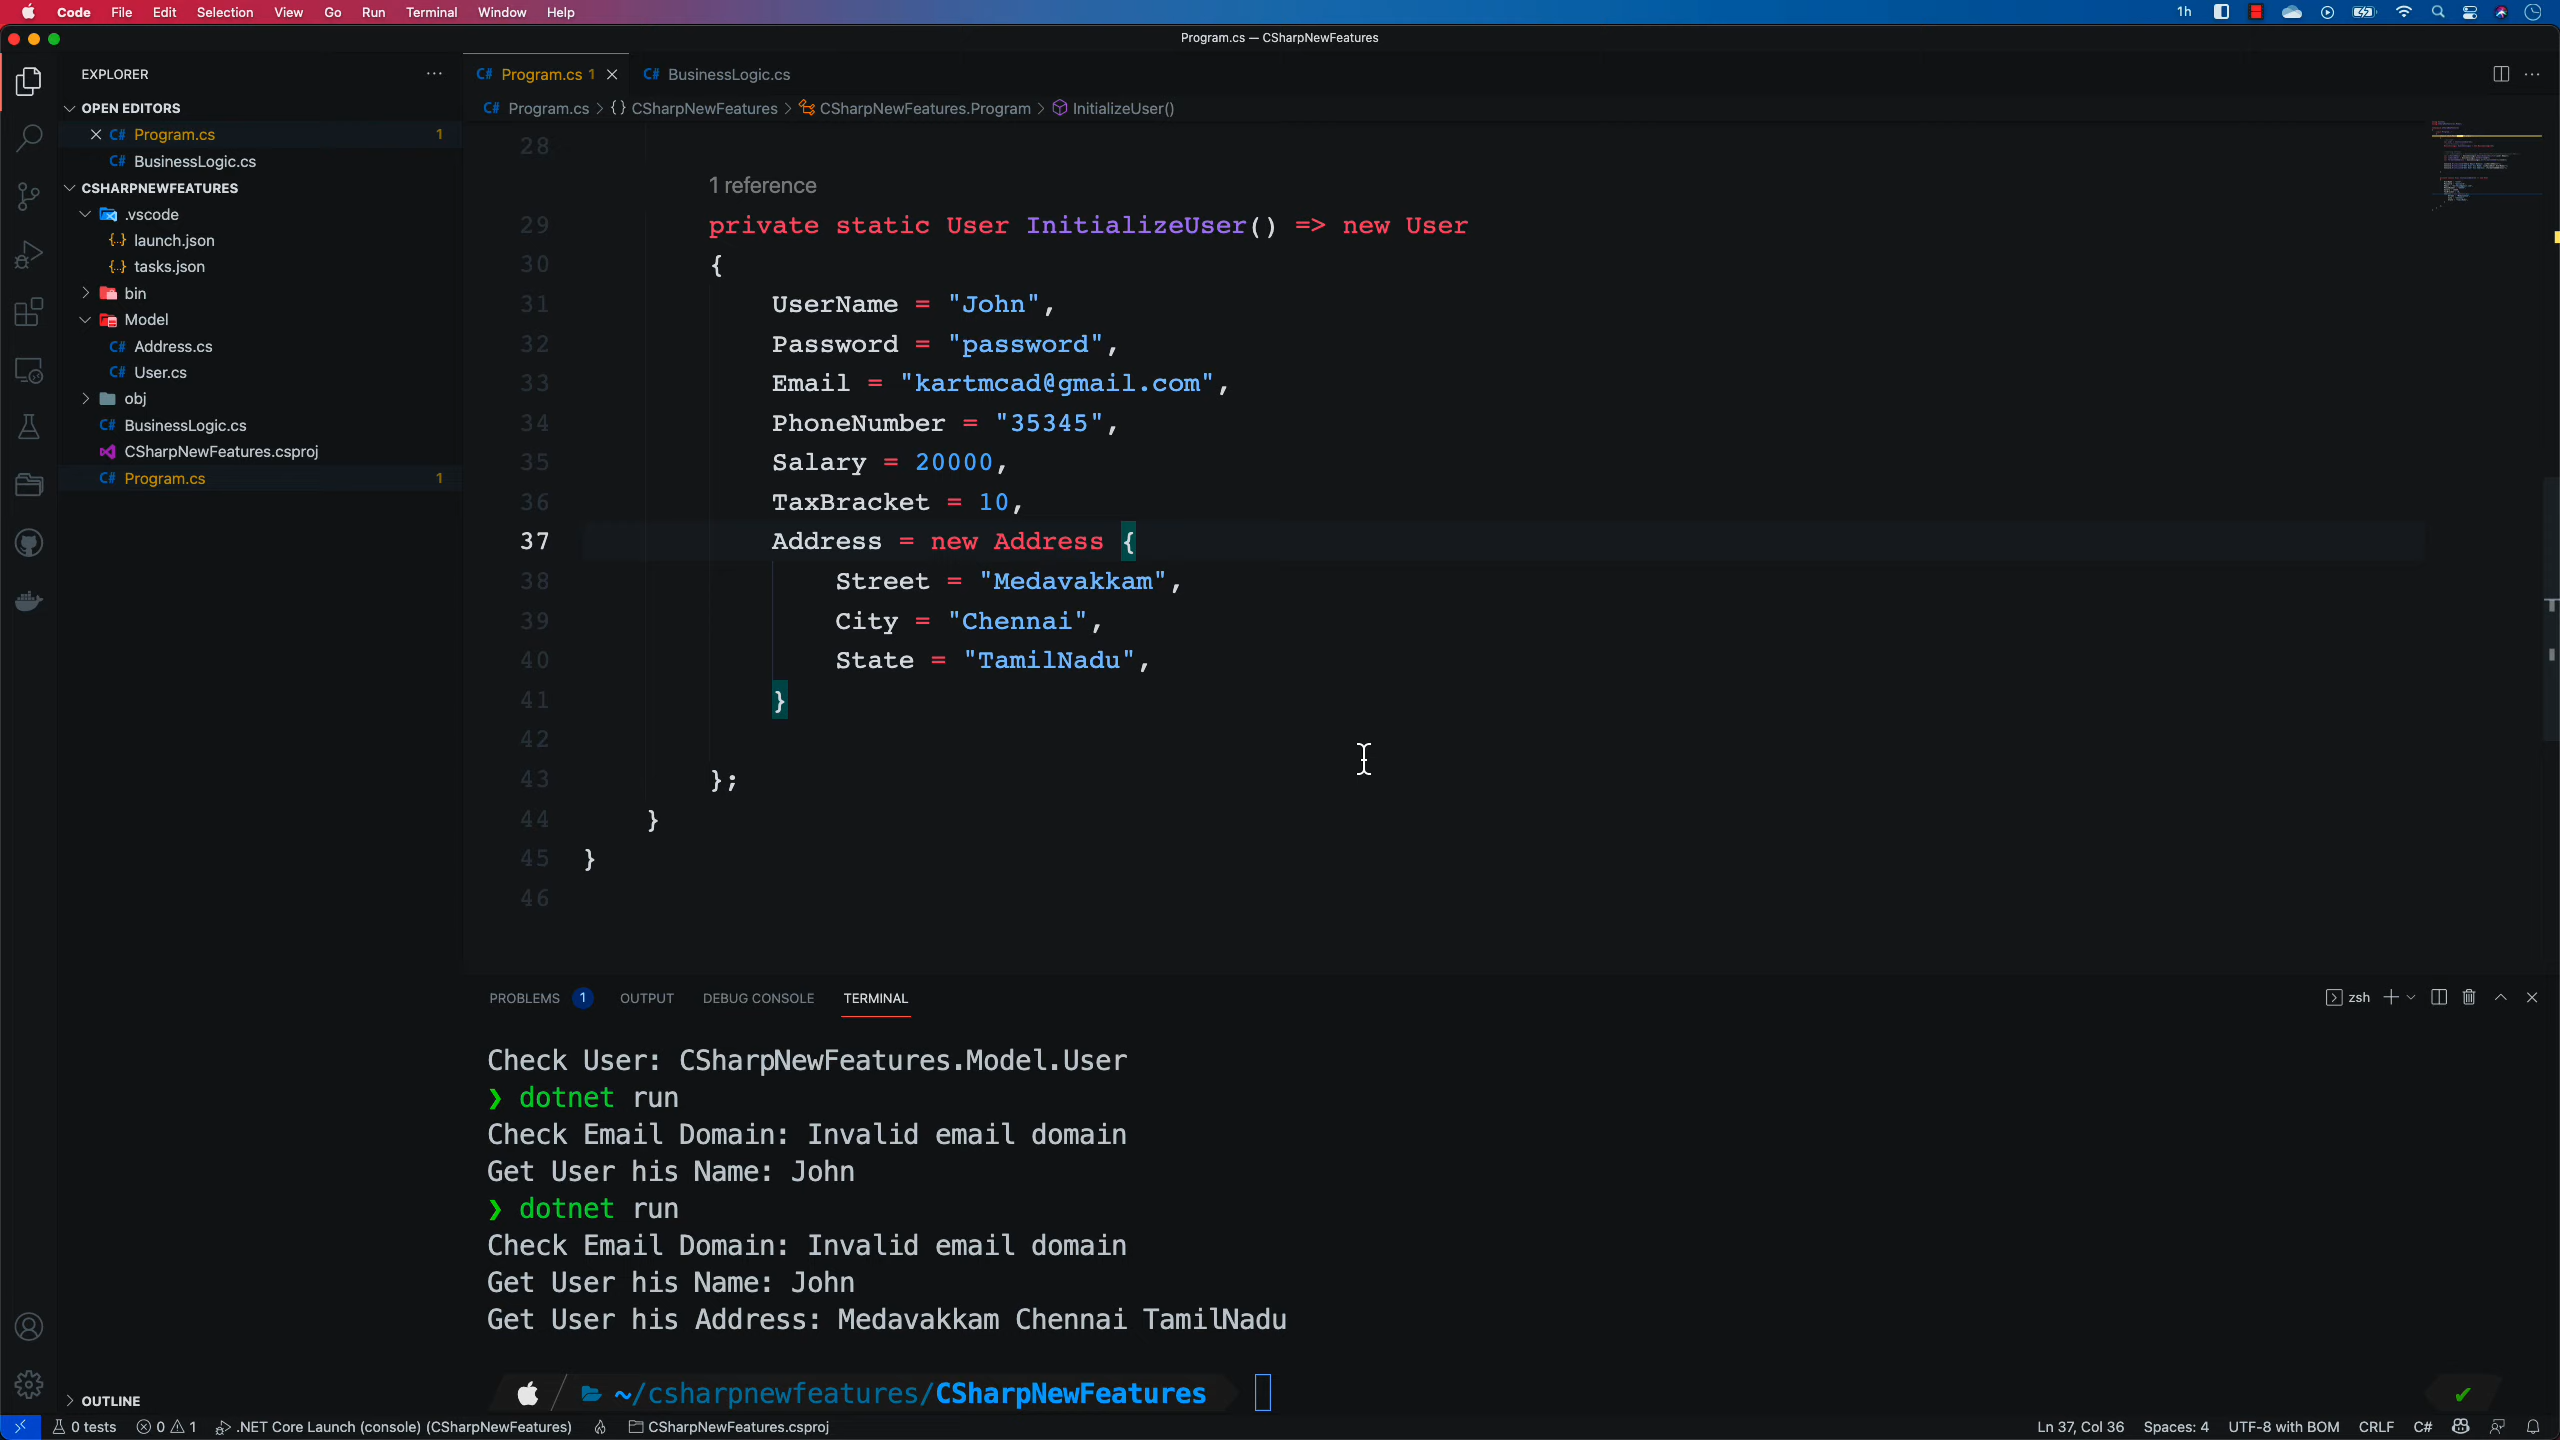 Code File Edit Selection View Go Run Terminal Window Help 1h
Program.cs — CSharpNewFeatures
EXPLORER
OPEN EDITORS
C# Program.cs 1
C# BusinessLogic.cs
CSHARPNEWFEATURES
.vscode
{··} launch.json
{··} tasks.json
bin
Model
C# Address.cs
C# User.cs
obj
C# BusinessLogic.cs
CSharpNewFeatures.csproj
C# Program.cs 1
OUTLINE
C# Program.cs 1
C# BusinessLogic.cs
C# Program.cs > {} CSharpNewFeatures > CSharpNewFeatures.Program > InitializeUser()
28
1 reference
29 private static User InitializeUser() => new User
30 {
31 UserName = "John",
32 Password = "password",
33 Email = "kartmcad@gmail.com",
34 PhoneNumber = "35345",
35 Salary = 20000,
36 TaxBracket = 10,
37 Address = new Address {
38 Street = "Medavakkam",
39 City = "Chennai",
40 State = "TamilNadu",
41 }
42
43 };
44 }
45 }
46
PROBLEMS 1 OUTPUT DEBUG CONSOLE TERMINAL
zsh
Check User: CSharpNewFeatures.Model.User
❯ dotnet run
Check Email Domain: Invalid email domain
Get User his Name: John
❯ dotnet run
Check Email Domain: Invalid email domain
Get User his Name: John
Get User his Address: Medavakkam Chennai TamilNadu
~/csharpnewfeatures/CSharpNewFeatures
0 tests 0 1 .NET Core Launch (console) (CSharpNewFeatures) CSharpNewFeatures.csproj
Ln 37, Col 36 Spaces: 4 UTF-8 with BOM CRLF C#